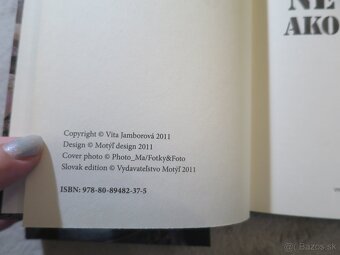 NE
AKO
Copyright © Vita Jamborová 2011
Design © Motýľ design 2011
Cover photo © Photo_Ma/Fotky&Foto
Slovak edition © Vydavateľstvo Motýľ 2011
ISBN: 978-80-89482-37-5
bazos.sk